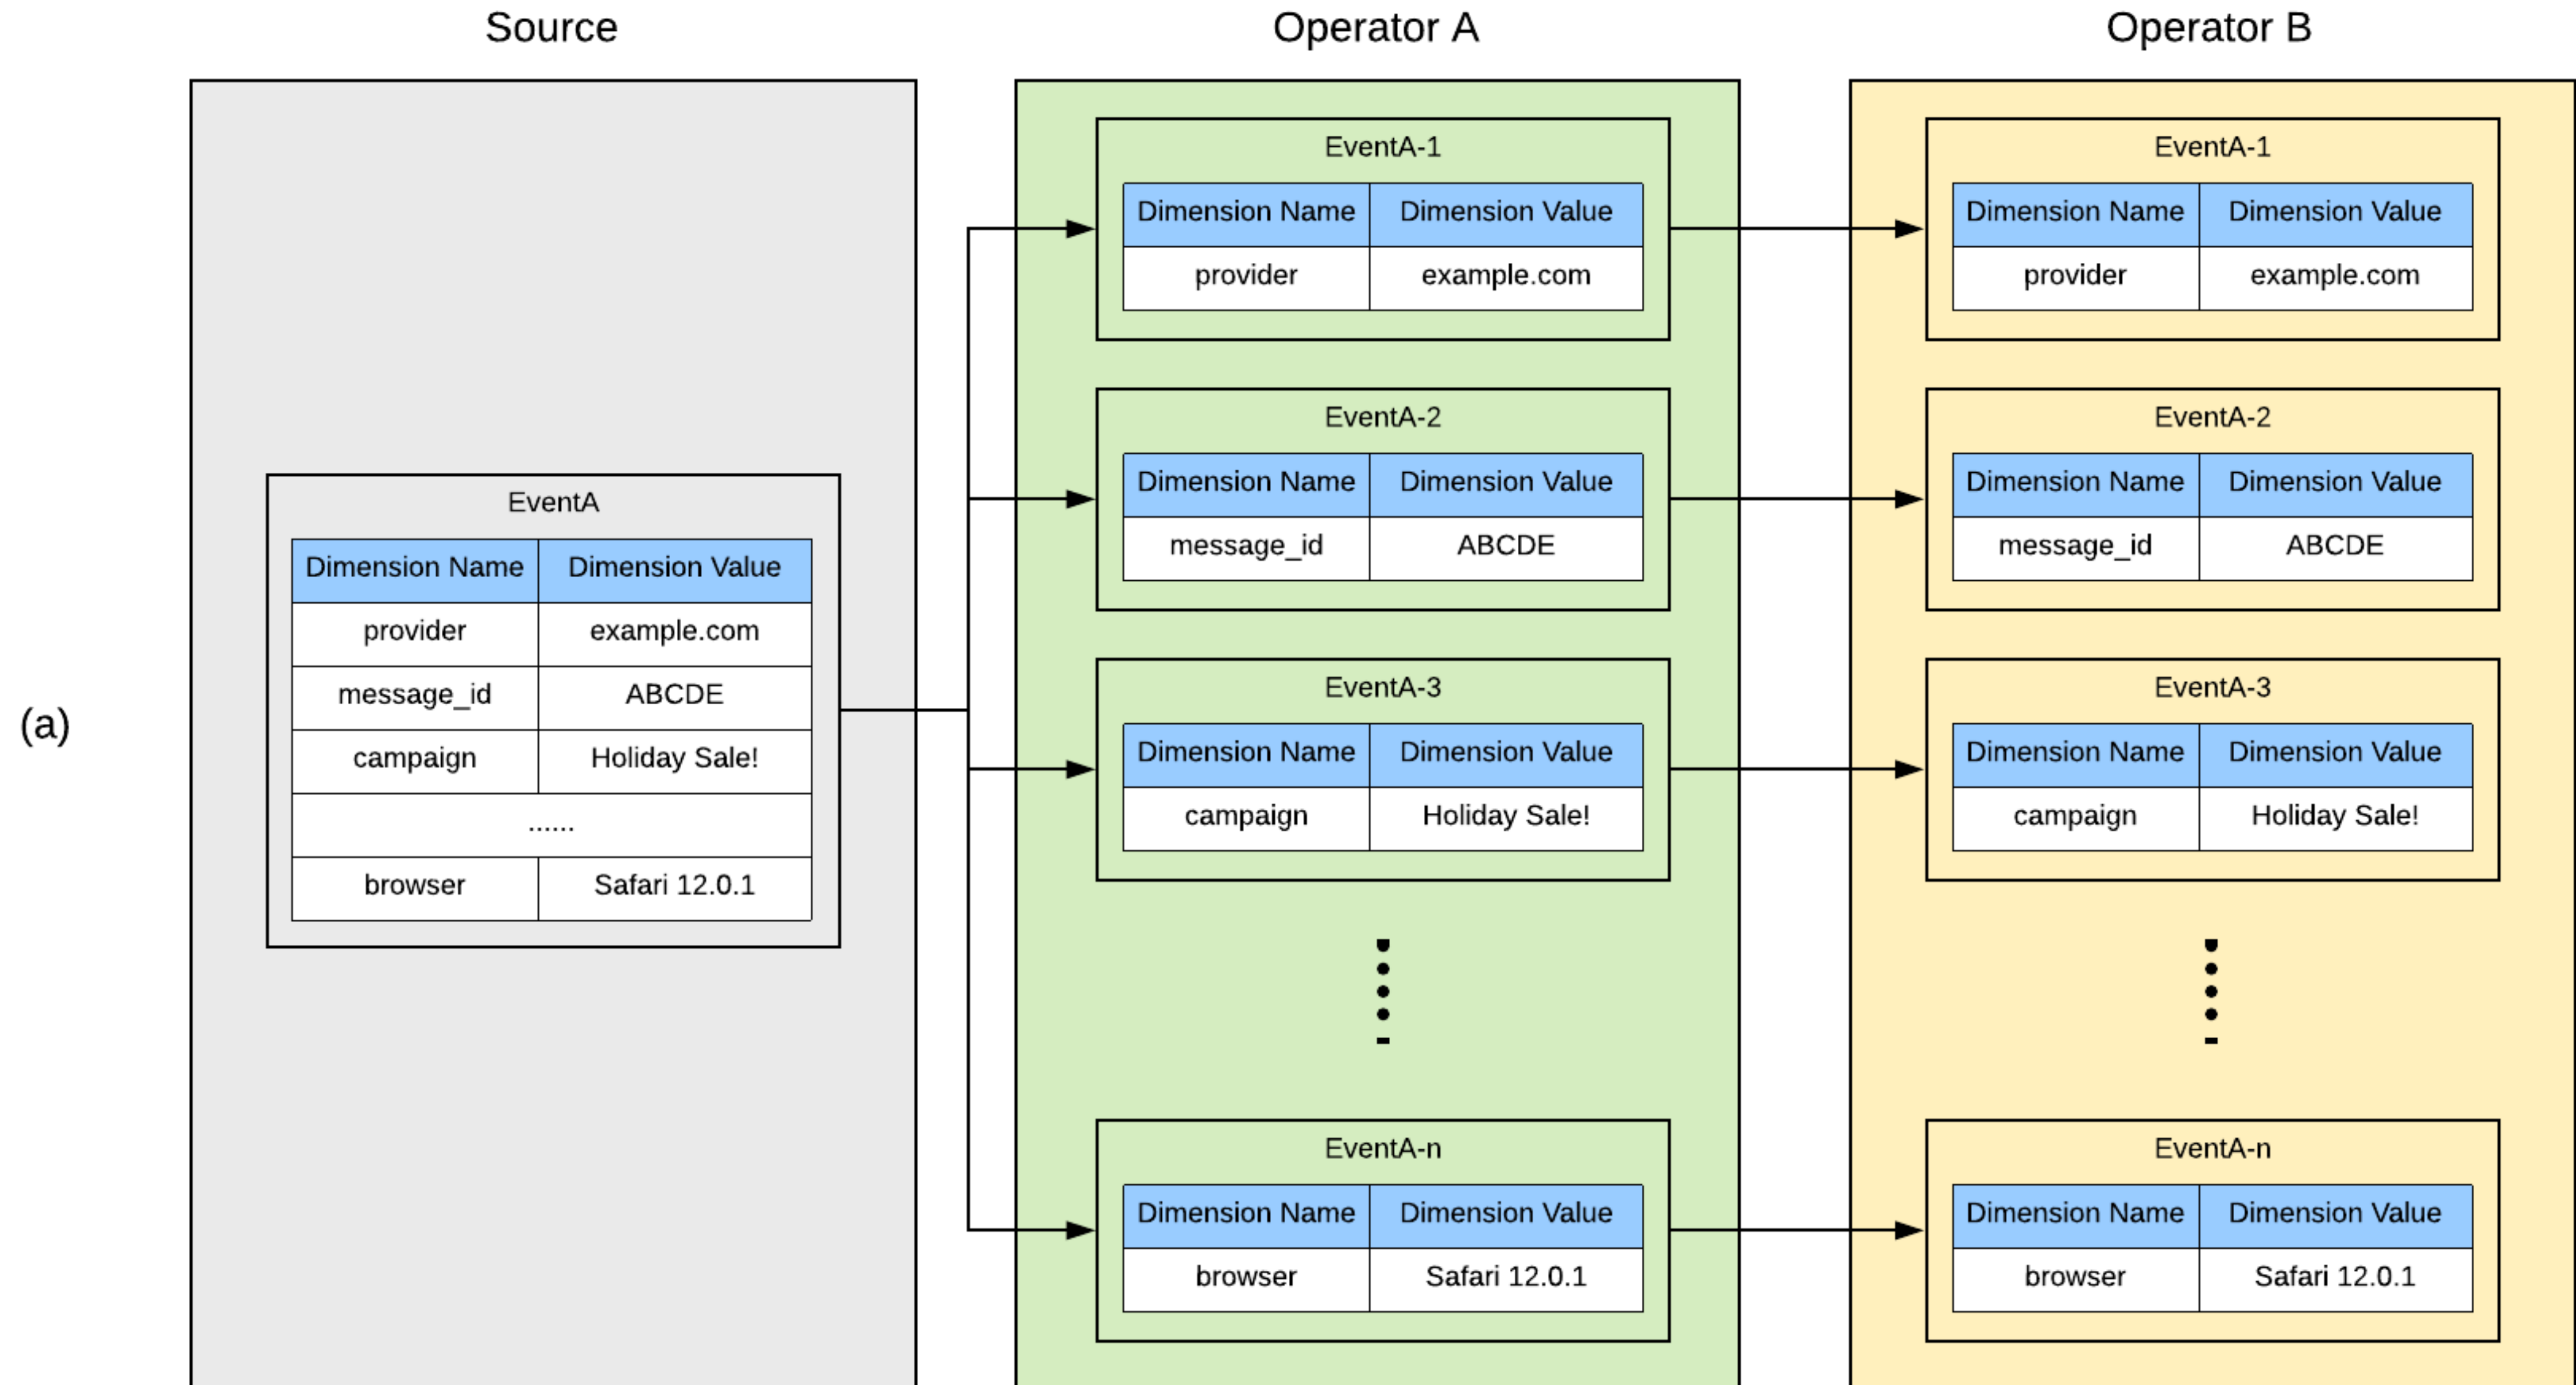 Source
Operator A
Operator B
(a)
EventA
Dimension Name Dimension Value
provider example.com
message_id ABCDE
campaign Holiday Sale!
......
browser Safari 12.0.1
EventA-1
Dimension Name Dimension Value
provider example.com
EventA-2
Dimension Name Dimension Value
message_id ABCDE
EventA-3
Dimension Name Dimension Value
campaign Holiday Sale!
EventA-n
Dimension Name Dimension Value
browser Safari 12.0.1
EventA-1
Dimension Name Dimension Value
provider example.com
EventA-2
Dimension Name Dimension Value
message_id ABCDE
EventA-3
Dimension Name Dimension Value
campaign Holiday Sale!
EventA-n
Dimension Name Dimension Value
browser Safari 12.0.1